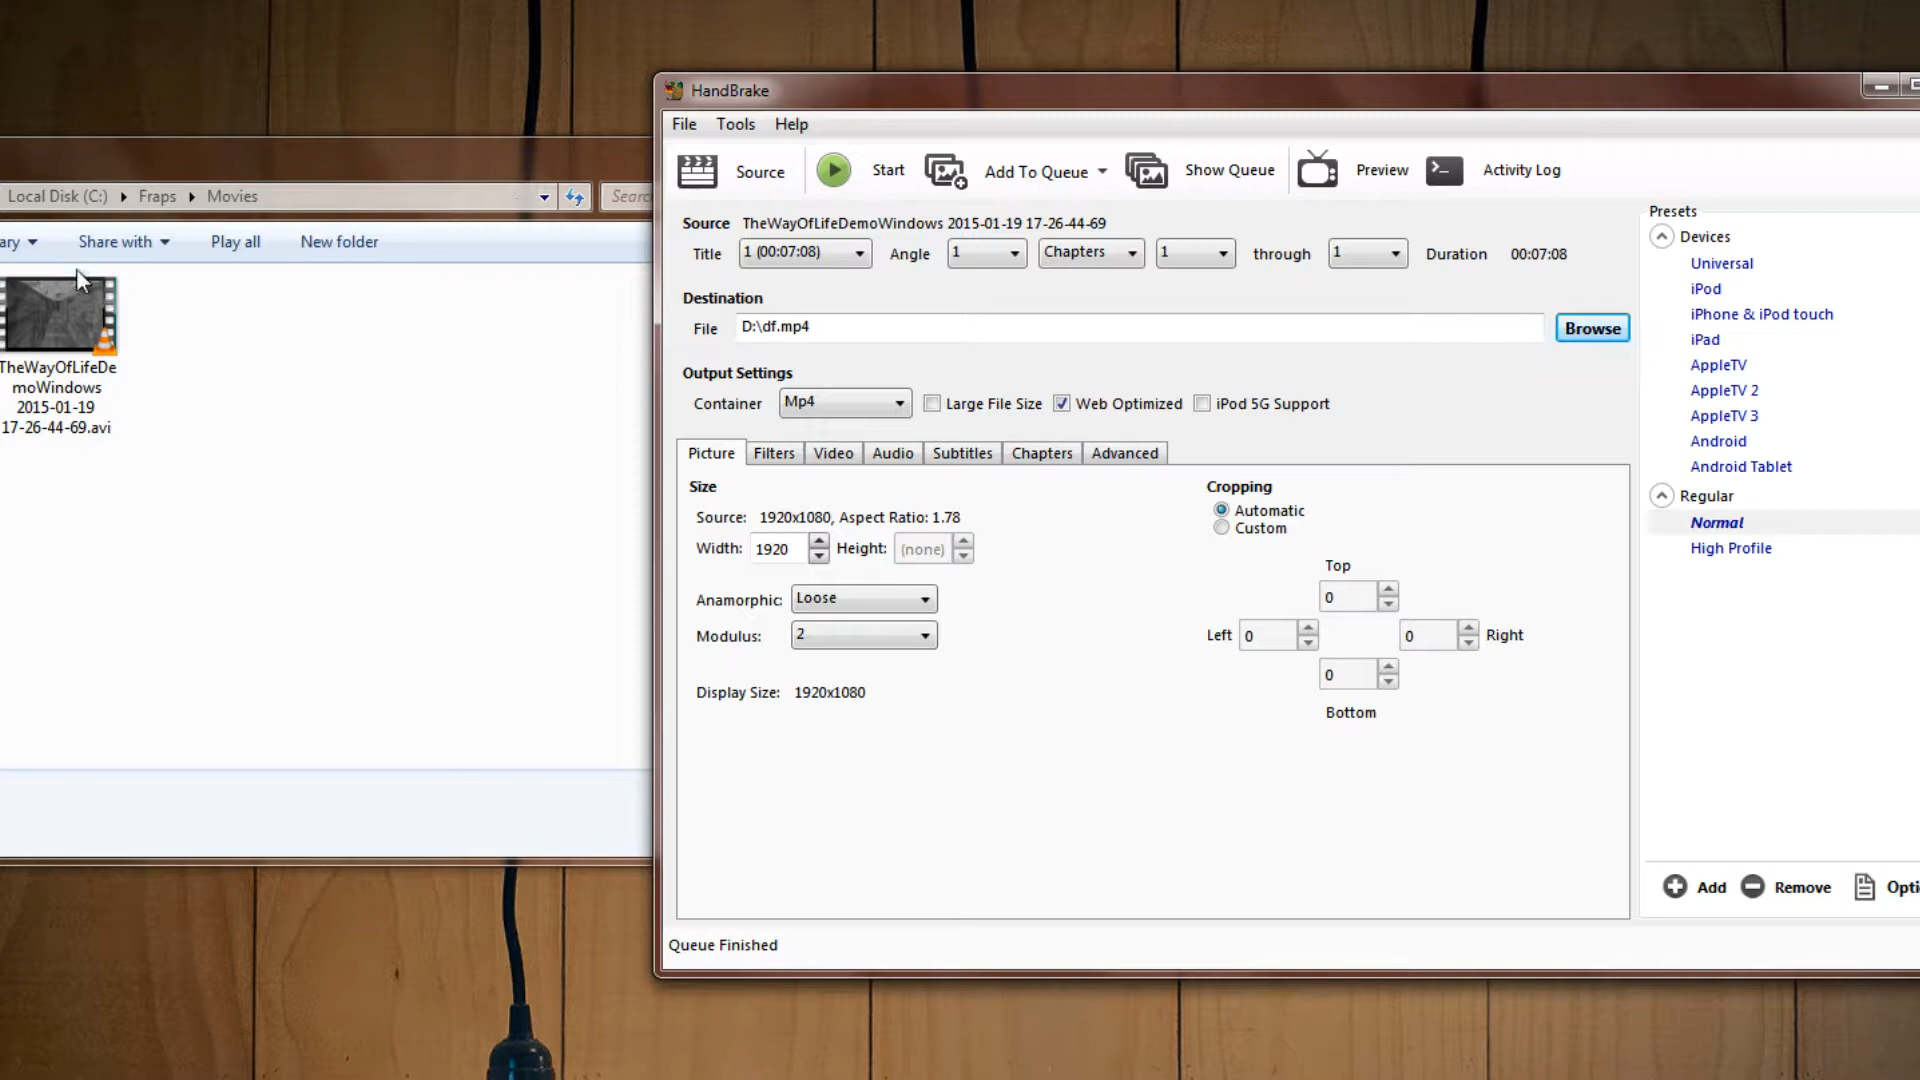 Local Disk (C:) Fraps Movies
Share with Play all New folder
TheWayOfLifeDe
moWindows
2015-01-19
17-26-44-69.avi
HandBrake
File Tools Help
Source Start Add To Queue Show Queue Preview Activity Log
Source TheWayOfLifeDemoWindows 2015-01-19 17-26-44-69
Title 1 (00:07:08) Angle 1 Chapters 1 through 1 Duration 00:07:08
Destination
File D:\df.mp4 Browse
Output Settings
Container Mp4 Large File Size Web Optimized iPod 5G Support
Picture Filters Video Audio Subtitles Chapters Advanced
Size
Source: 1920x1080, Aspect Ratio: 1.78
Width: 1920 Height: (none)
Anamorphic: Loose
Modulus: 2
Display Size: 1920x1080
Cropping
Automatic
Custom
Top
0
Left 0 0 Right
0
Bottom
Queue Finished
Presets
Devices
Universal
iPod
iPhone & iPod touch
iPad
AppleTV
AppleTV 2
AppleTV 3
Android
Android Tablet
Regular
Normal
High Profile
Add Remove